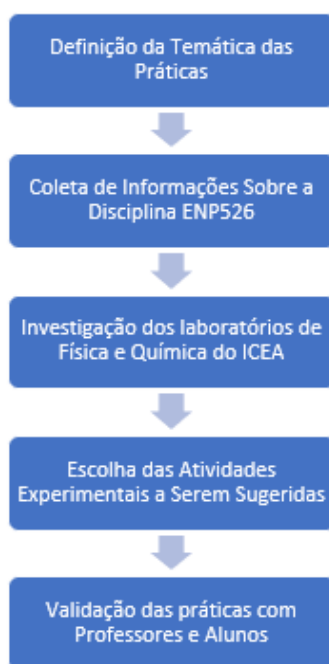 Definição da Temática das
Práticas
Coleta de Informações Sobre a
Disciplina ENP526
Investigação dos laboratórios de
Física e Química do ICEA
Escolha das Atividades
Experimentais a Serem Sugeridas
Validação das práticas com
Professores e Alunos